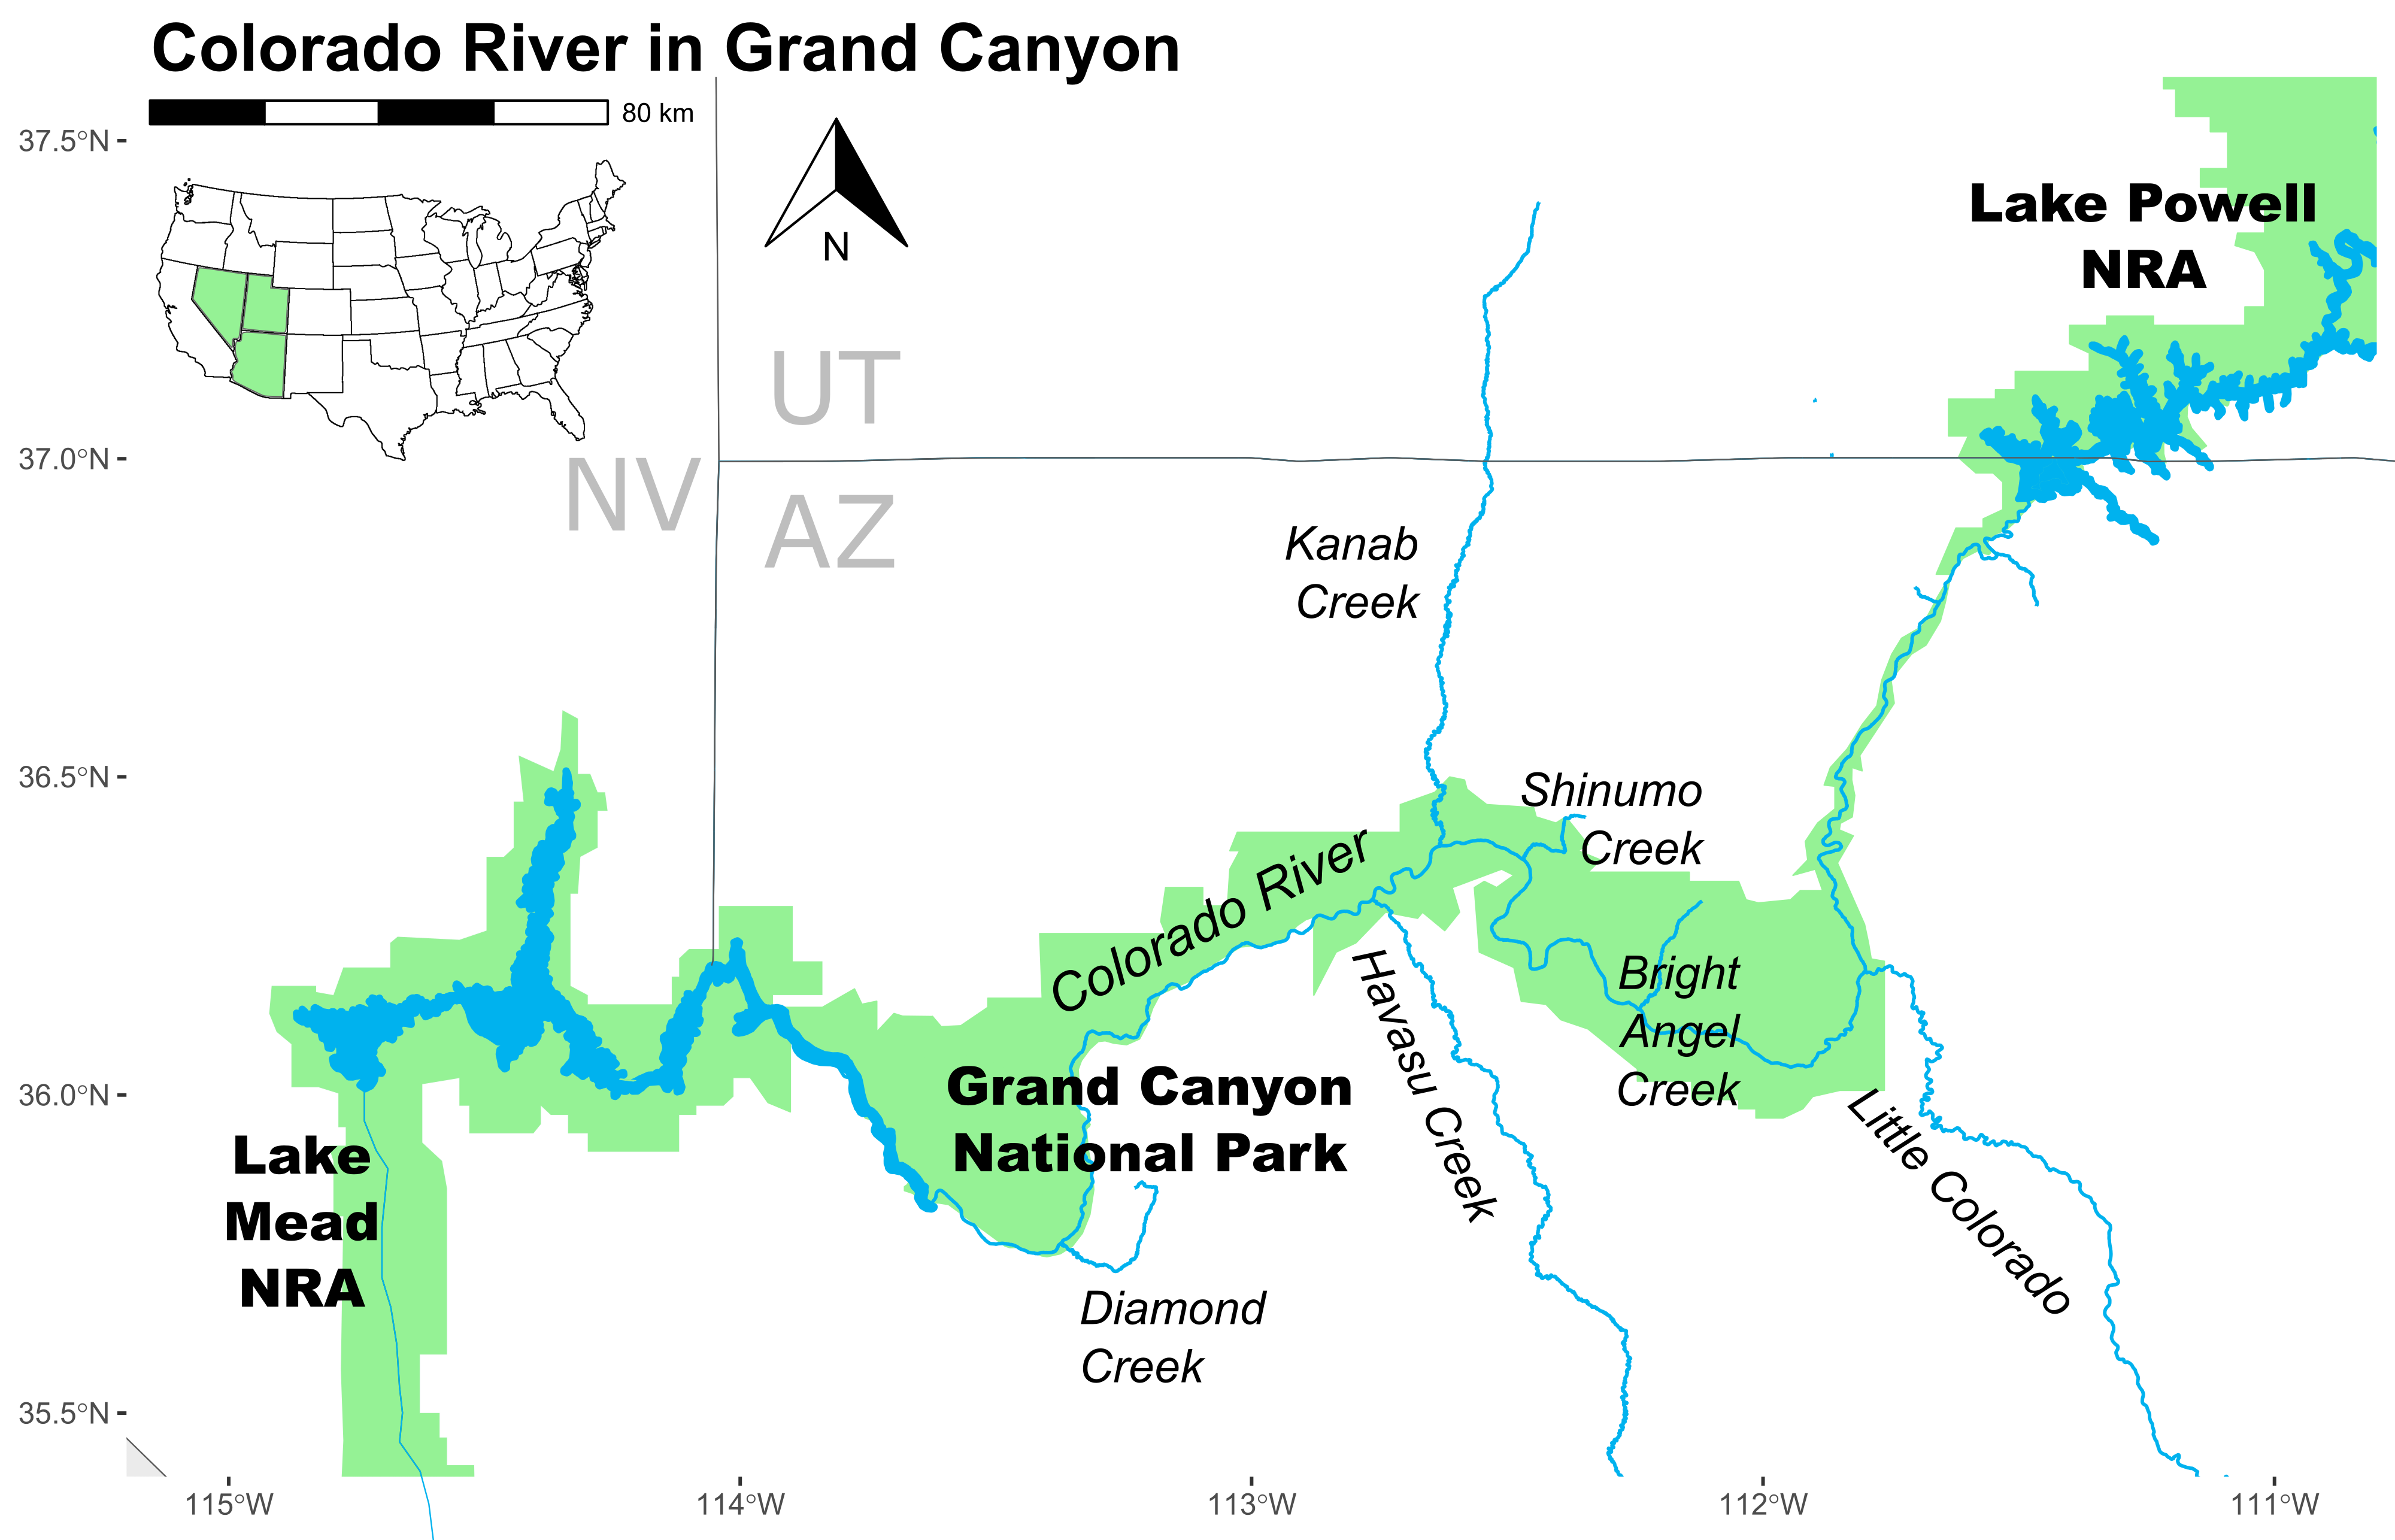 Colorado River in Grand Canyon
80 km
37.5°N
N
Lake Powell
NRA
UT
37.0°N
NV
AZ
Kanab
Creek
36.5°N
Shinumo
Creek
Colorado River
Bright
Angel
Creek
Havasu Creek
36.0°N
Grand Canyon
National Park
Little Colorado
Lake
Mead
NRA
Diamond
Creek
35.5°N
115°W
114°W
113°W
112°W
111°W